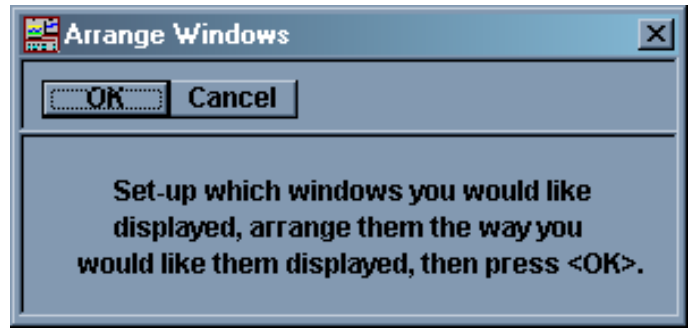 Arrange Windows
OK Cancel
Set-up which windows you would like
displayed, arrange them the way you
would like them displayed, then press <OK>.